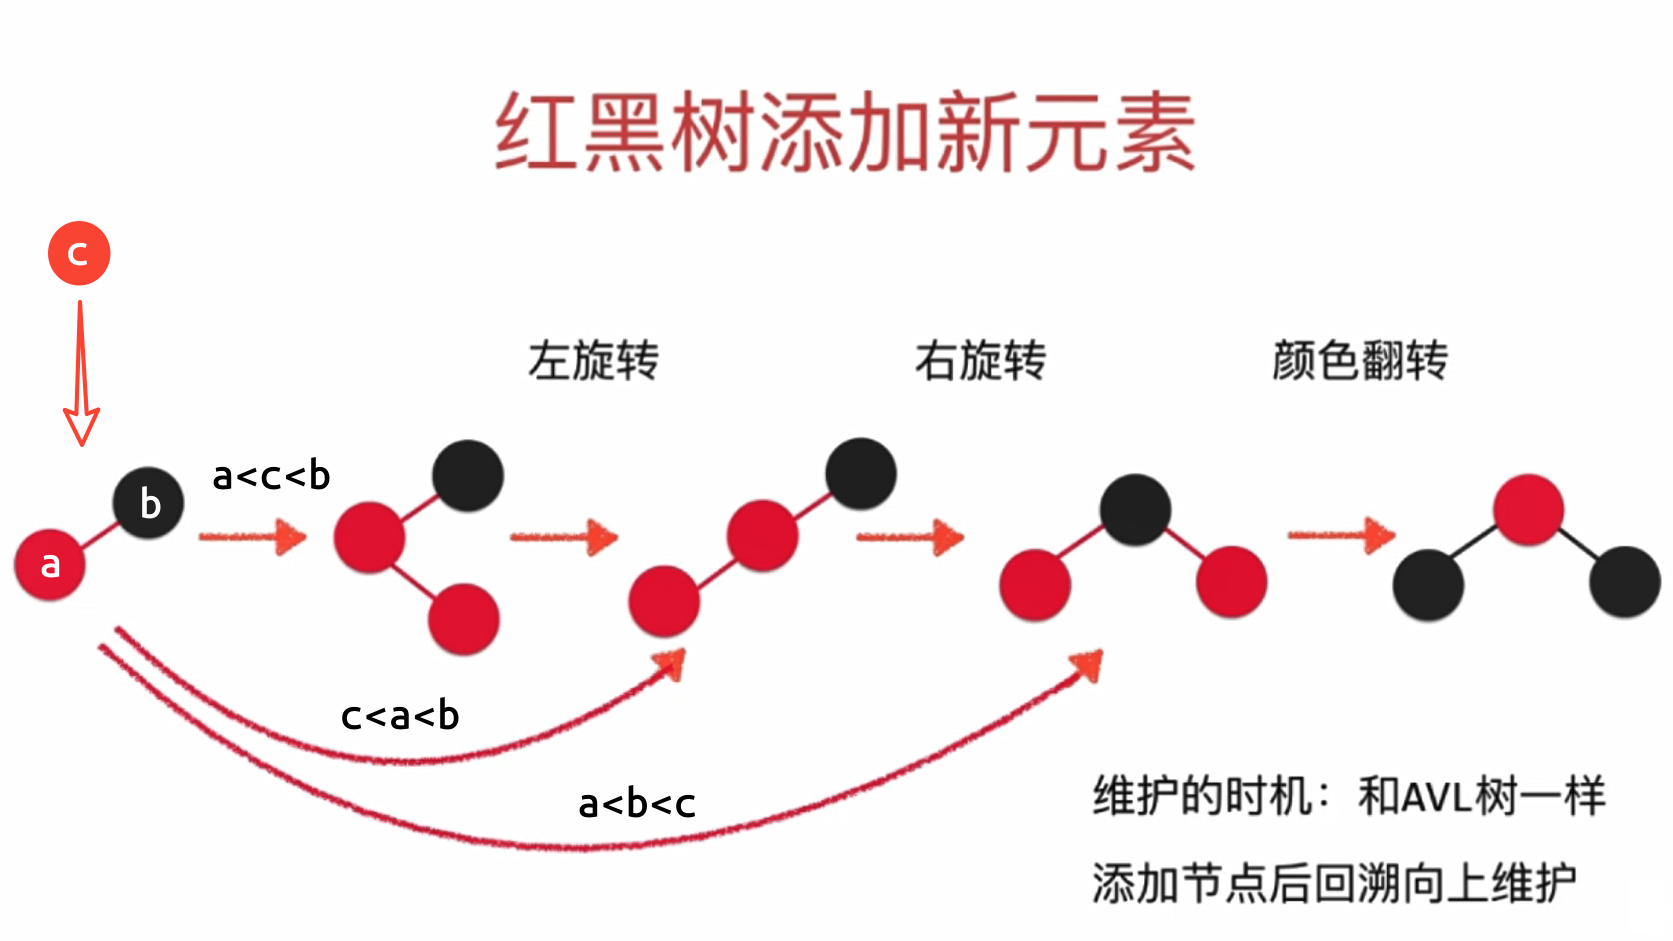 红黑树添加新元素
c
左旋转
右旋转
颜色翻转
a<c<b
b
a
c<a<b
a<b<c
维护的时机：和AVL树一样
添加节点后回溯向上维护